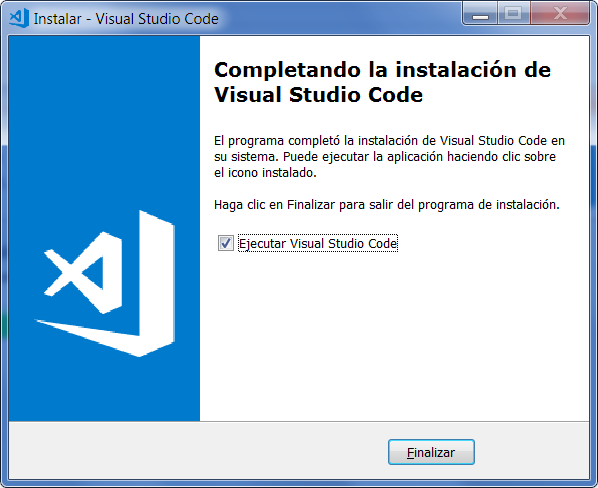 Instalar - Visual Studio Code
Completando la instalación de
Visual Studio Code
El programa completó la instalación de Visual Studio Code en
su sistema. Puede ejecutar la aplicación haciendo clic sobre
el icono instalado.
Haga clic en Finalizar para salir del programa de instalación.
Ejecutar Visual Studio Code
Finalizar